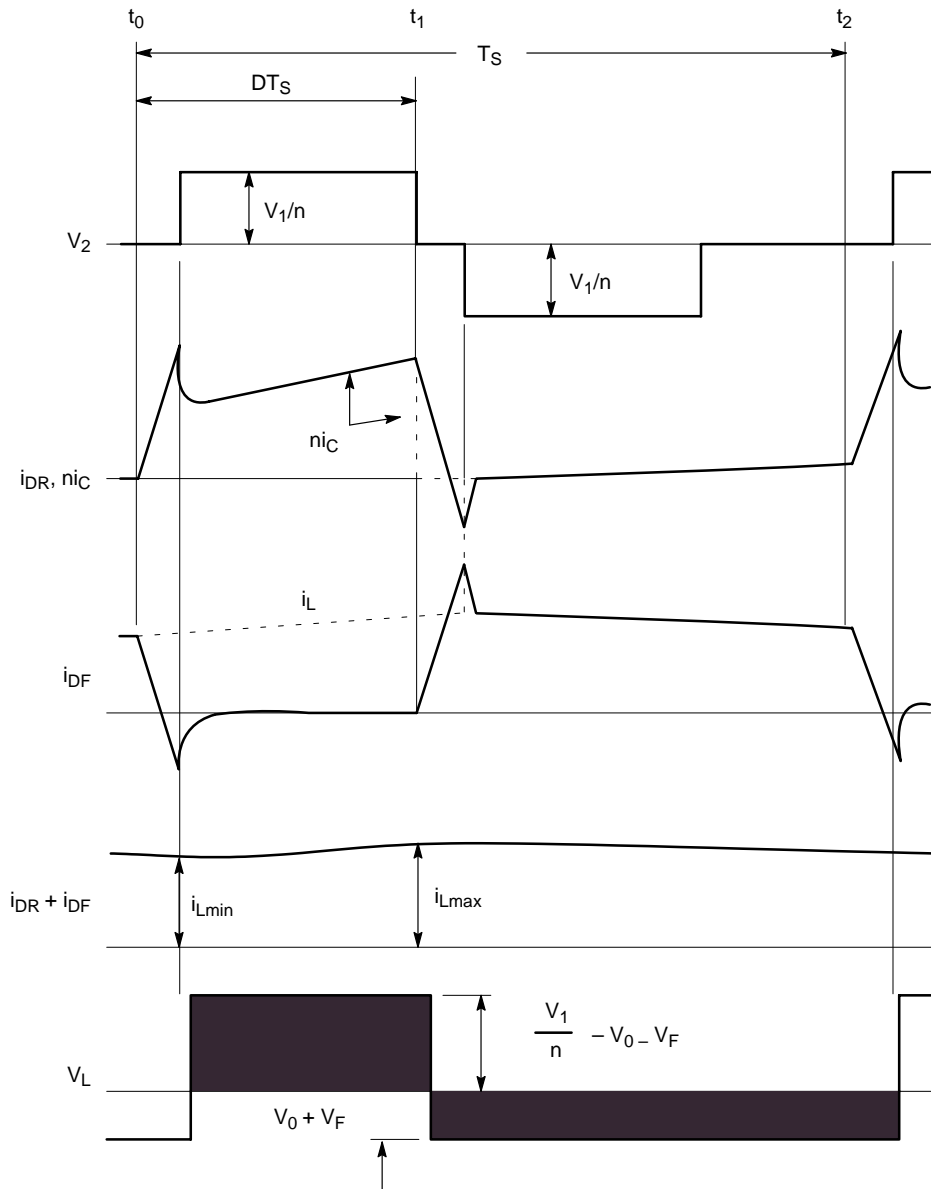 t0 t1 t2
TS
DTS
V1/n
V2
V1/n
niC
iDR, niC
iL
iDF
iDR + iDF
iLmin
iLmax
V1
n
– V0 – VF
VL
V0 + VF